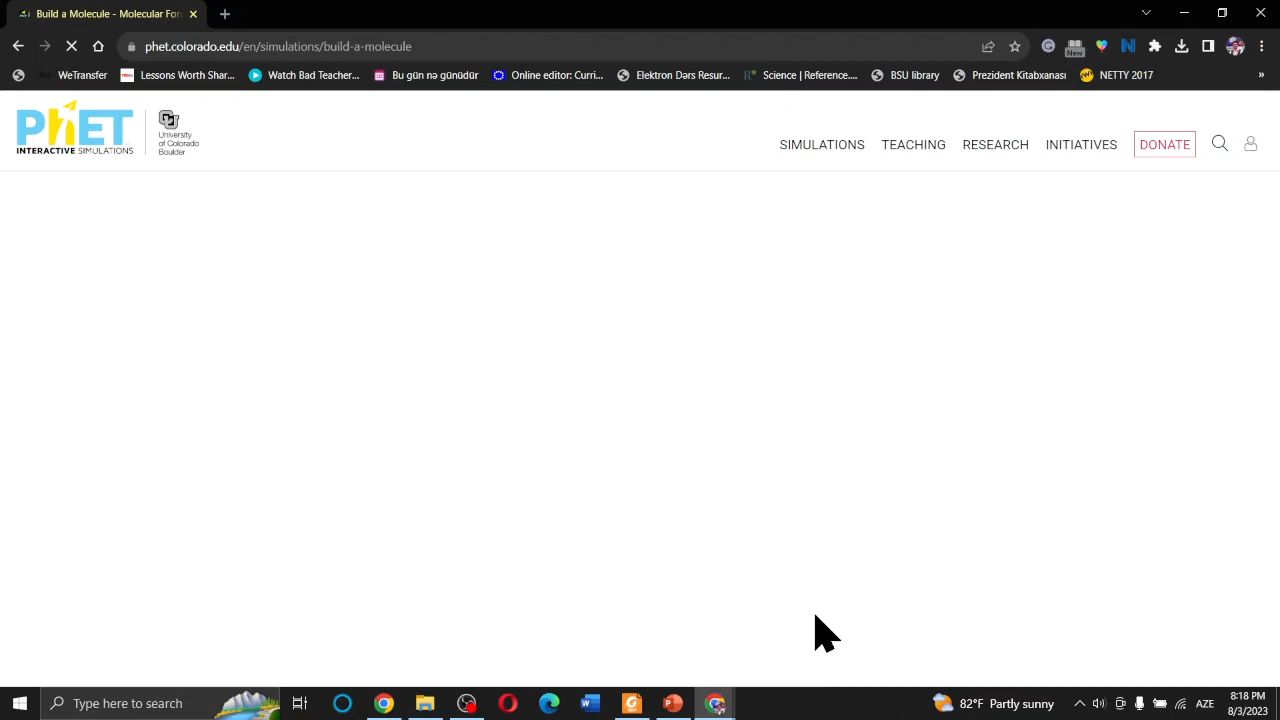 Build a Molecule - Molecular For
phet.colorado.edu/en/simulations/build-a-molecule
New
WeTransfer
Lessons Worth Shar...
Watch Bad Teacher...
Bu gün nə günüdür
Online editor: Curri...
Elektron Dərs Resur...
Science | Reference....
BSU library
Prezident Kitabxanası
NETTY 2017
»
PhET
INTERACTIVE SIMULATIONS
University
of Colorado
Boulder
SIMULATIONS
TEACHING
RESEARCH
INITIATIVES
DONATE
Type here to search
82°F Partly sunny
AZE
8:18 PM
8/3/2023